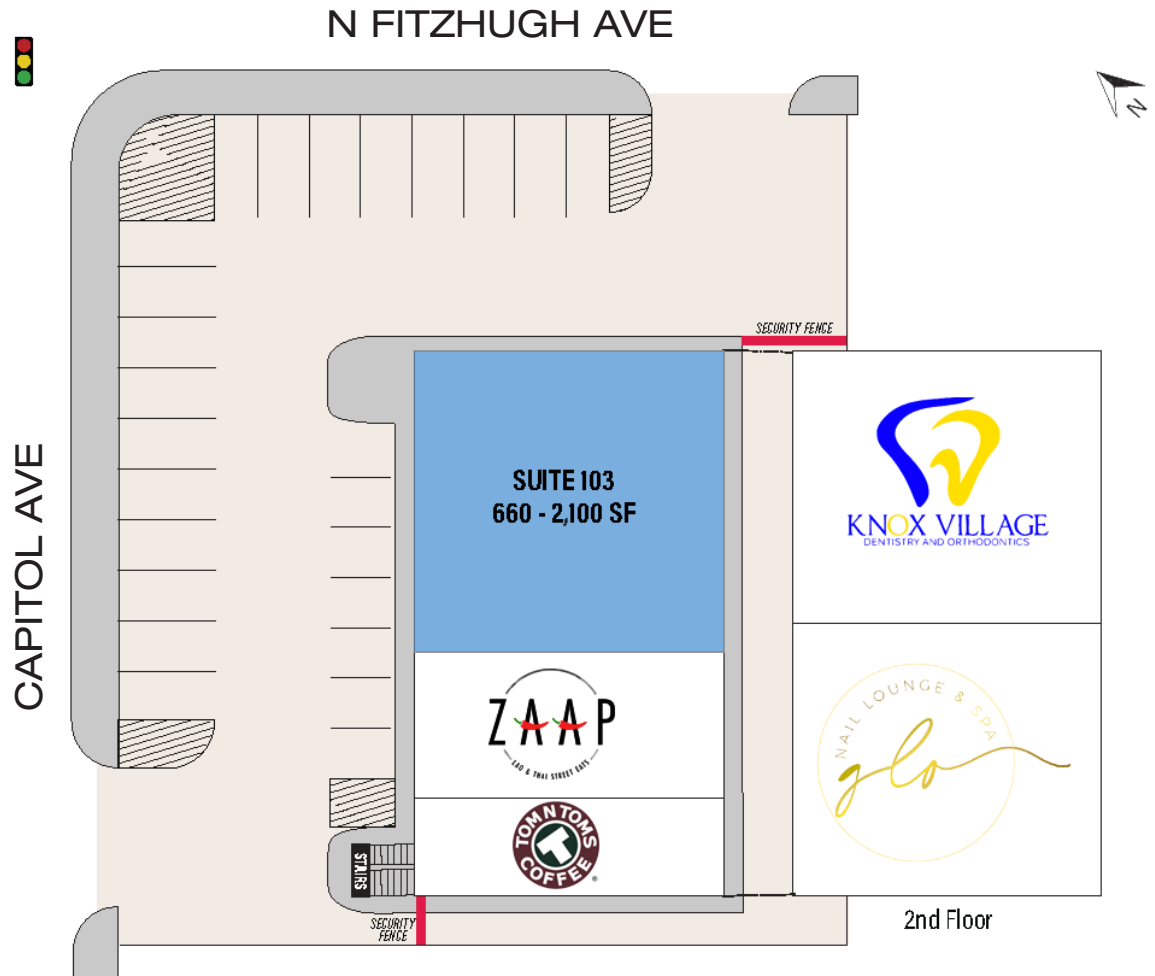 N FITZHUGH AVE
N
SECURITY FENCE
SUITE 103
660 - 2,100 SF
KNOX VILLAGE
DENTISTRY AND ORTHODONTICS
CAPITOL AVE
ZAAP
LAO & THAI STREET EATS
NAIL LOUNGE & SPA
glo
TOM N TOMS
COFFEE
®
STAIRS
SECURITY
FENCE
2nd Floor